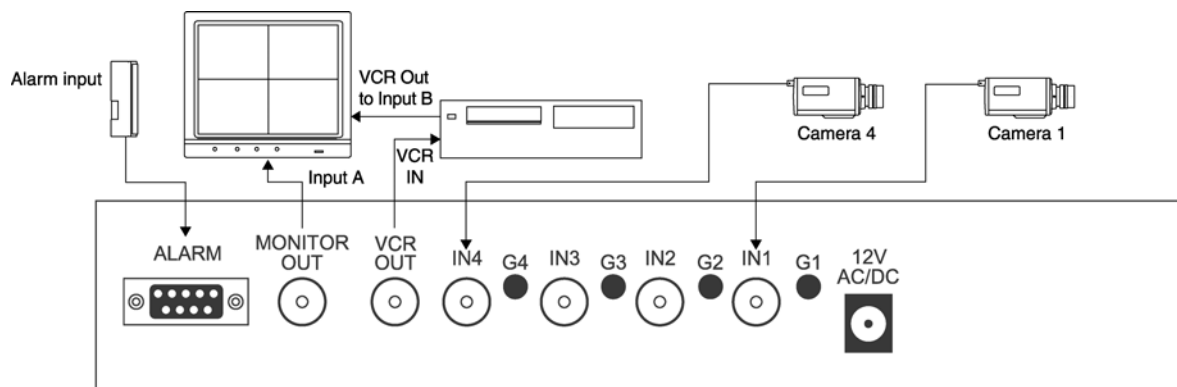 Alarm input
VCR Out
to Input B
Camera 4
Camera 1
Input A
VCR
IN
ALARM
MONITOR
OUT
VCR
OUT
IN4
G4
IN3
G3
IN2
G2
IN1
G1
12V
AC/DC